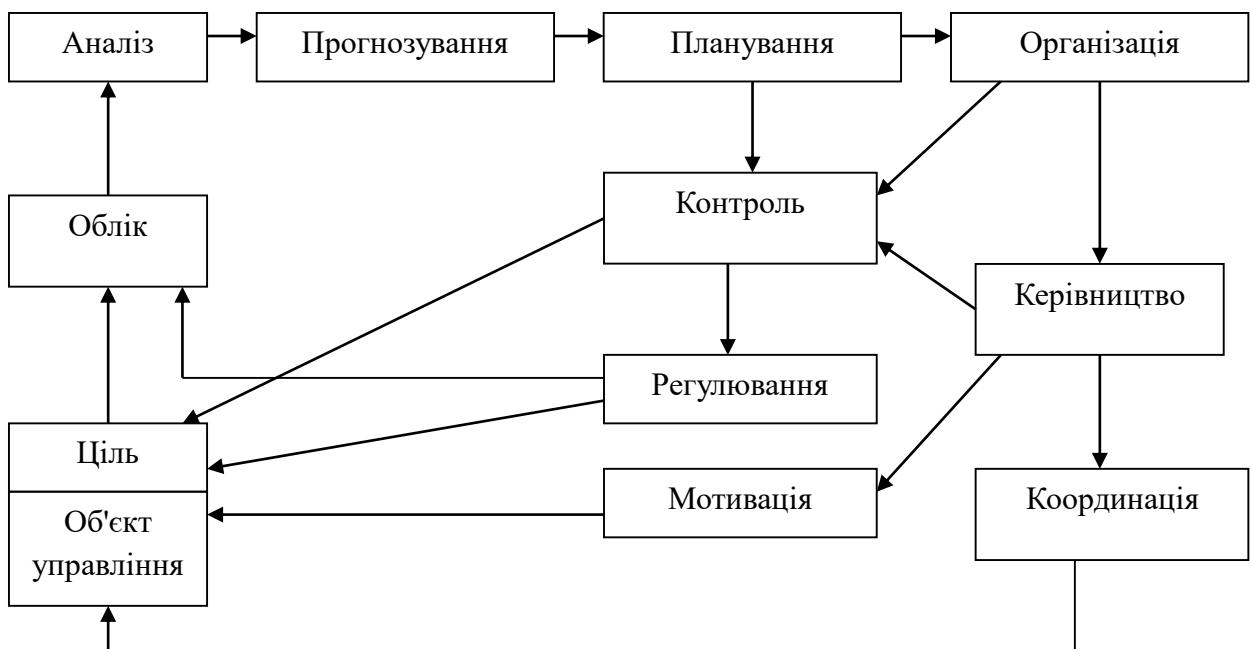 Аналіз
Прогнозування
Планування
Організація
Контроль
Облік
Керівництво
Регулювання
Ціль
Мотивація
Координація
Об'єкт
управління